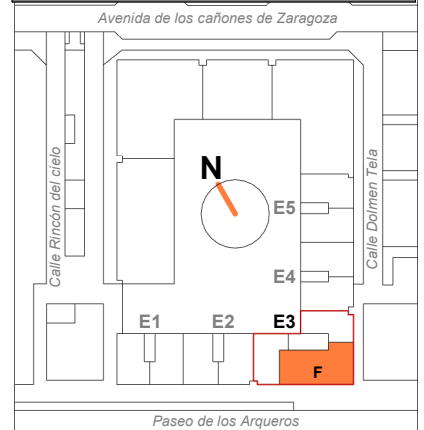 Avenida de los cañones de Zaragoza
Calle Rincón del cielo
Calle Dolmen Tela
N
E5
E4
E1
E2
E3
F
Paseo de los Arqueros